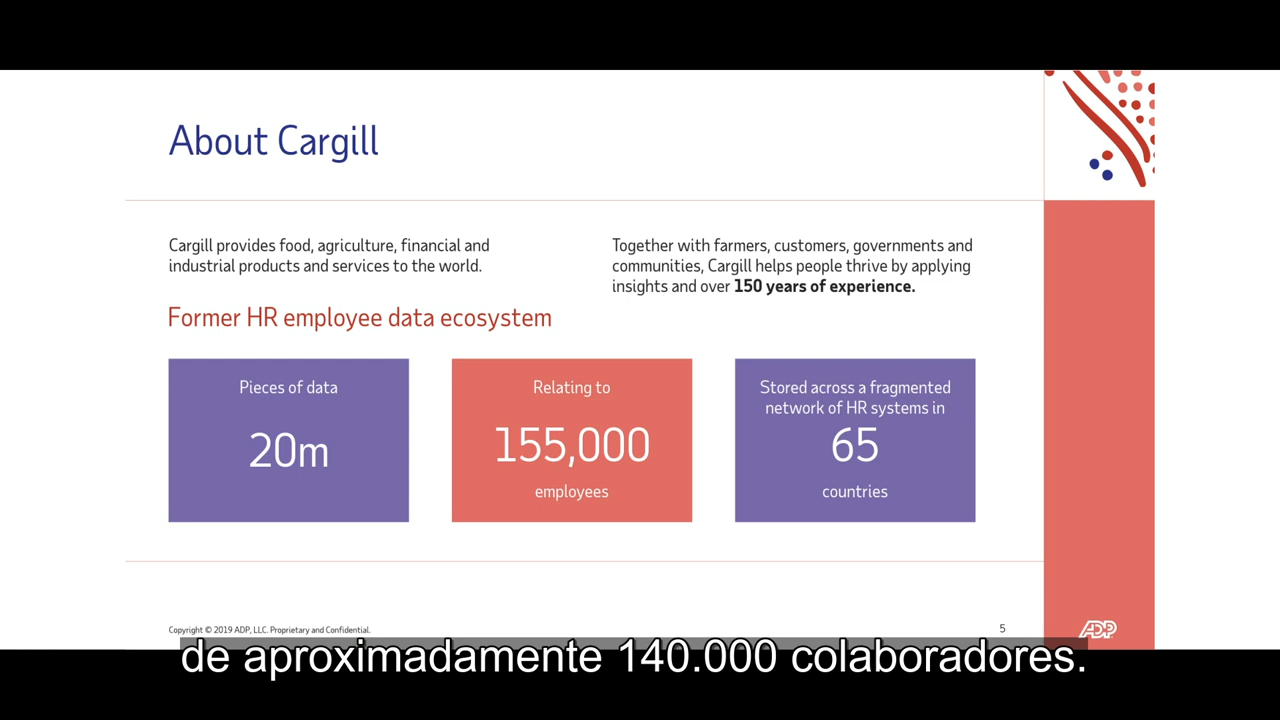 About Cargill
Cargill provides food, agriculture, financial and
industrial products and services to the world.
Together with farmers, customers, governments and
communities, Cargill helps people thrive by applying
insights and over 150 years of experience.
Former HR employee data ecosystem
Pieces of data
20m
Relating to
155,000
employees
Stored across a fragmented
network of HR systems in
65
countries
Copyright © 2019 ADP, LLC. Proprietary and Confidential.
5
ADP
de aproximadamente 140.000 colaboradores.